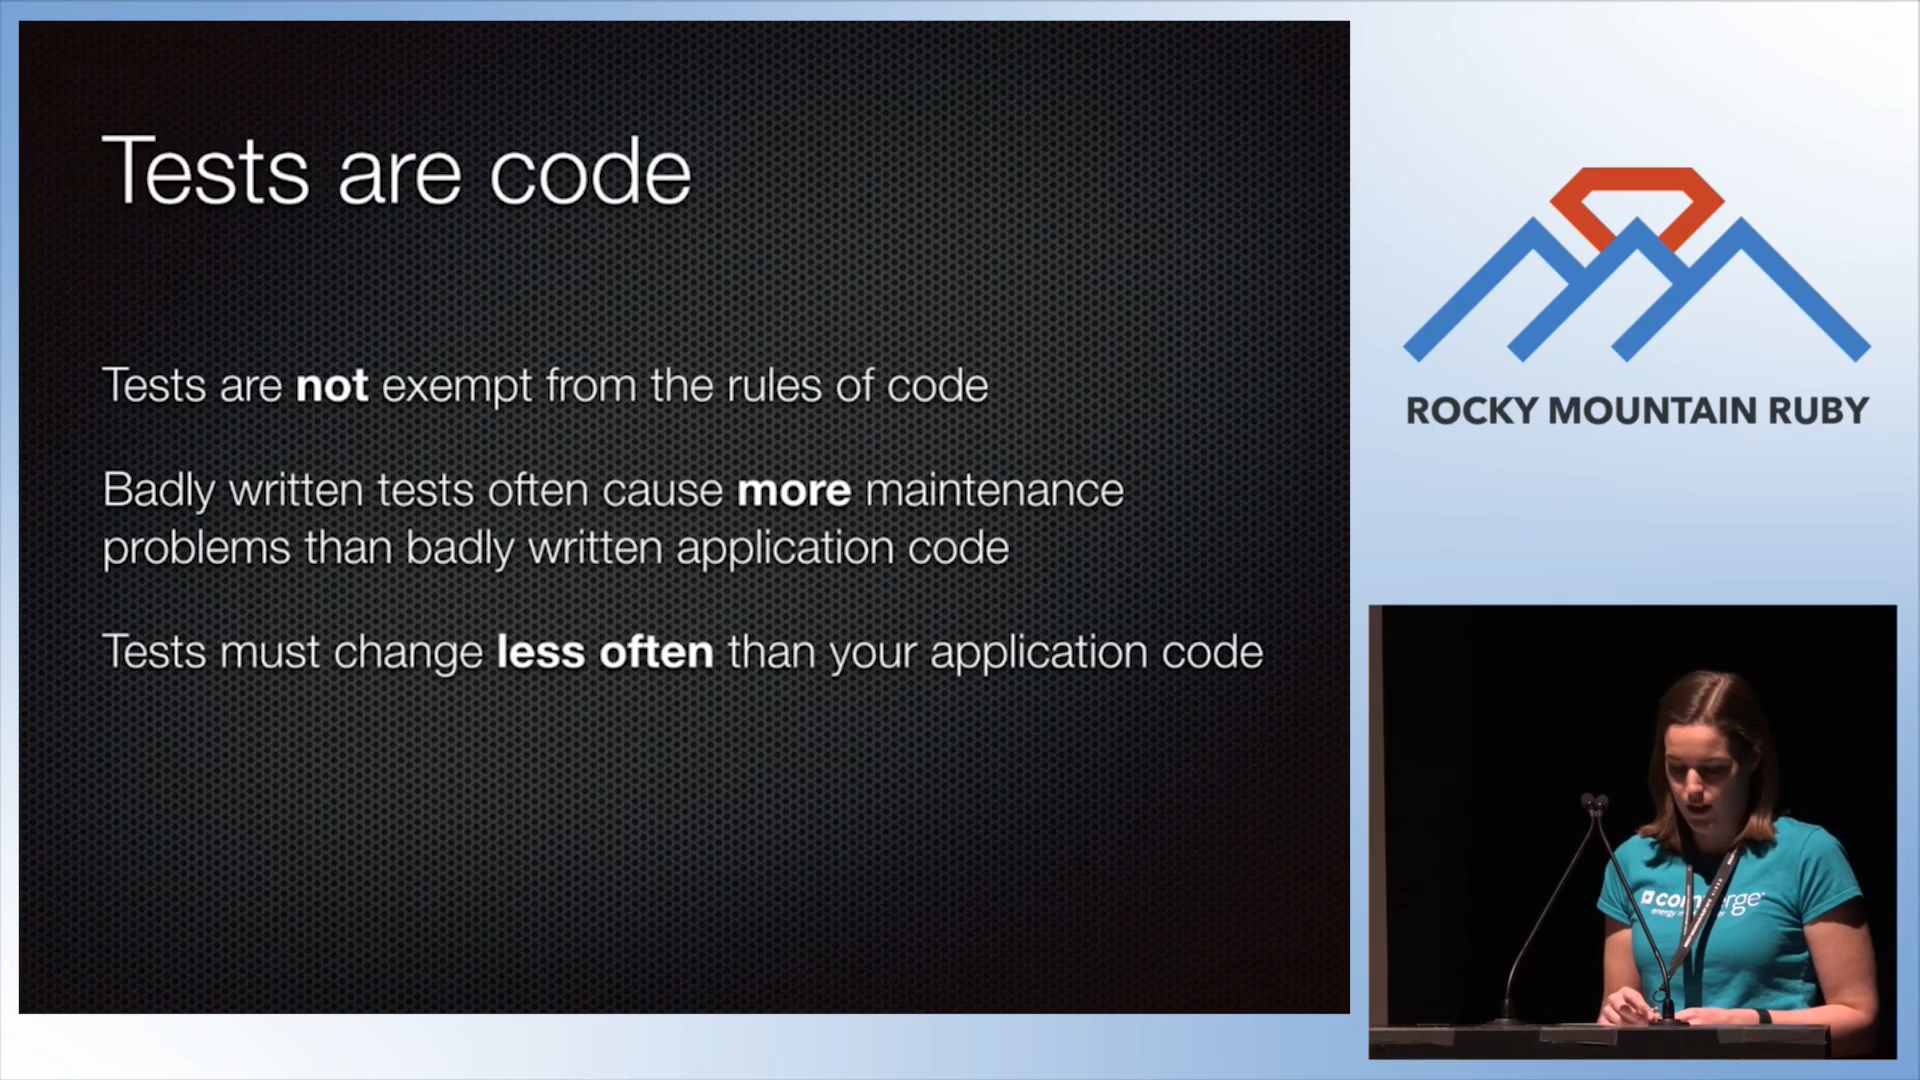 Tests are code
Tests are not exempt from the rules of code
Badly written tests often cause more maintenance
problems than badly written application code
Tests must change less often than your application code
ROCKY MOUNTAIN RUBY